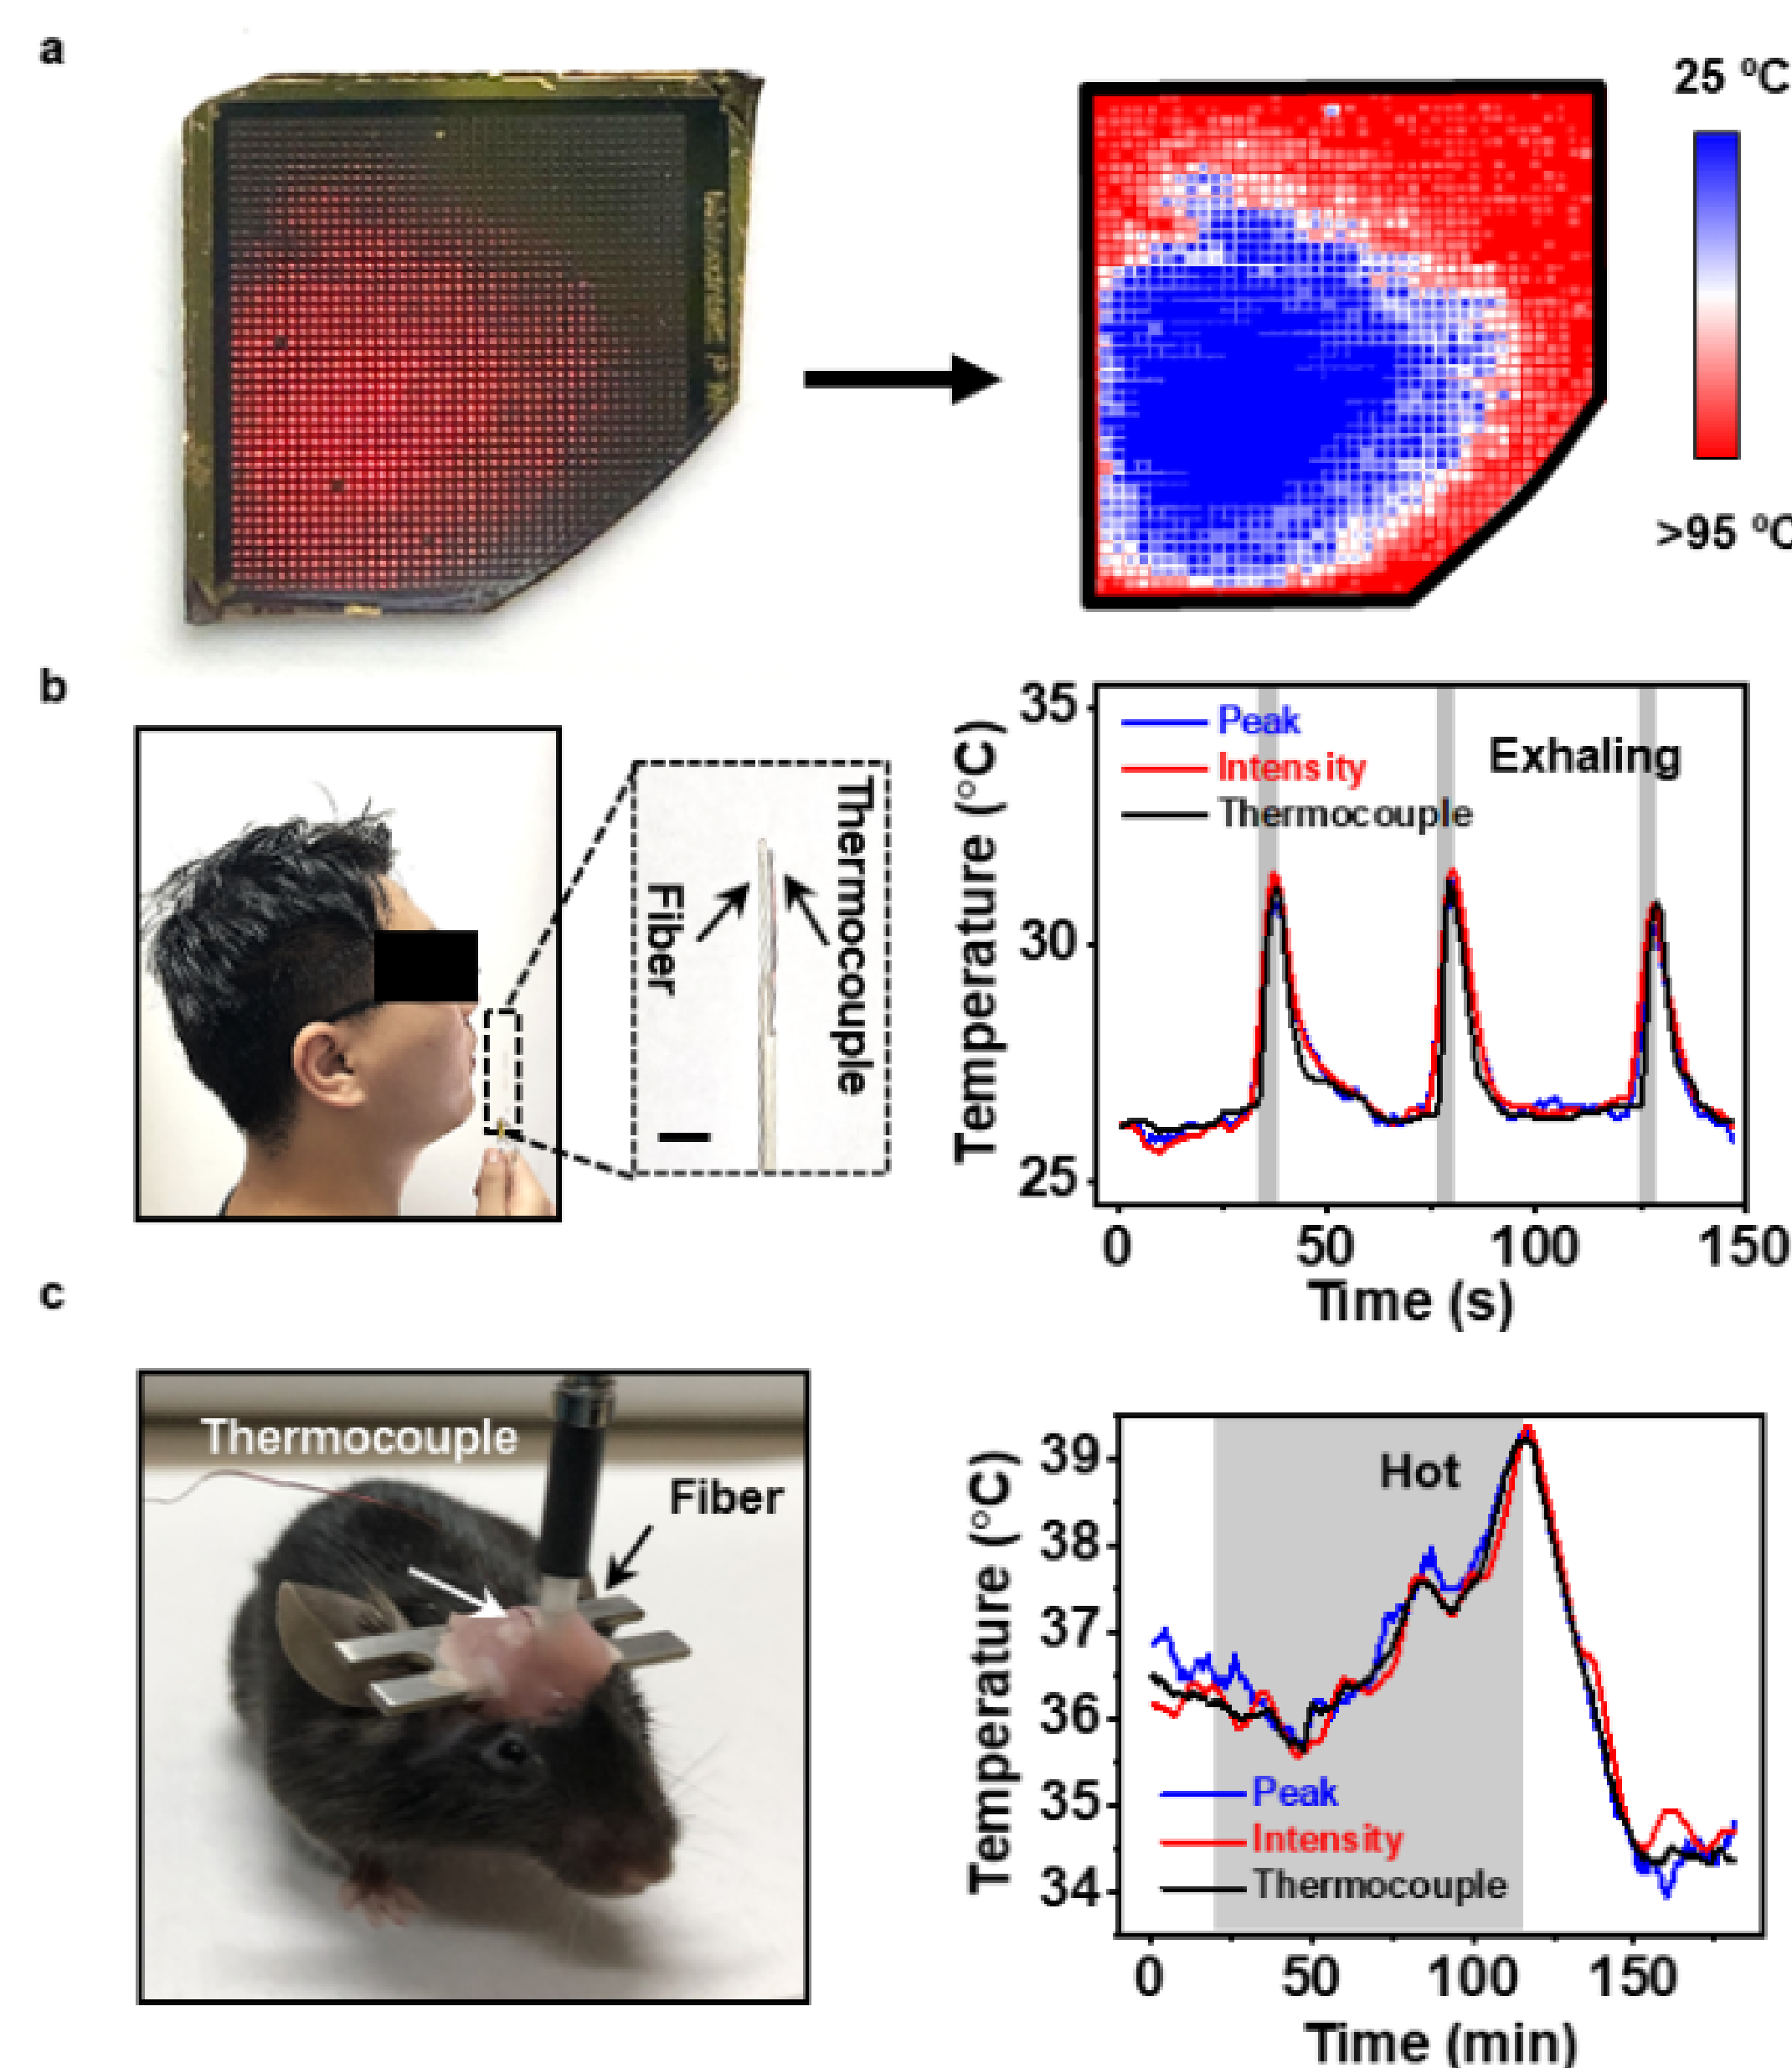 a
25 °C
>95 °C
b
Fiber
Thermocouple
35
30
25
Temperature (°C)
Peak
Intensity
Thermocouple
Exhaling
0 50 100 150
Time (s)
c
Thermocouple
Fiber
39
38
37
36
35
34
Temperature (°C)
Hot
Peak
Intensity
Thermocouple
0 50 100 150
Time (min)